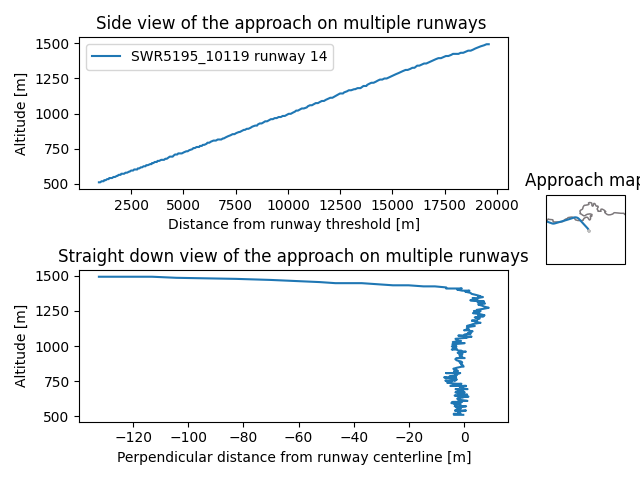 Side view of the approach on multiple runways
1500
1250
1000
750
500
Altitude [m]
SWR5195_10119 runway 14
2500 5000 7500 10000 12500 15000 17500 20000
Distance from runway threshold [m]
Approach map
Straight down view of the approach on multiple runways
1500
1250
1000
750
500
Altitude [m]
−120 −100 −80 −60 −40 −20 0
Perpendicular distance from runway centerline [m]